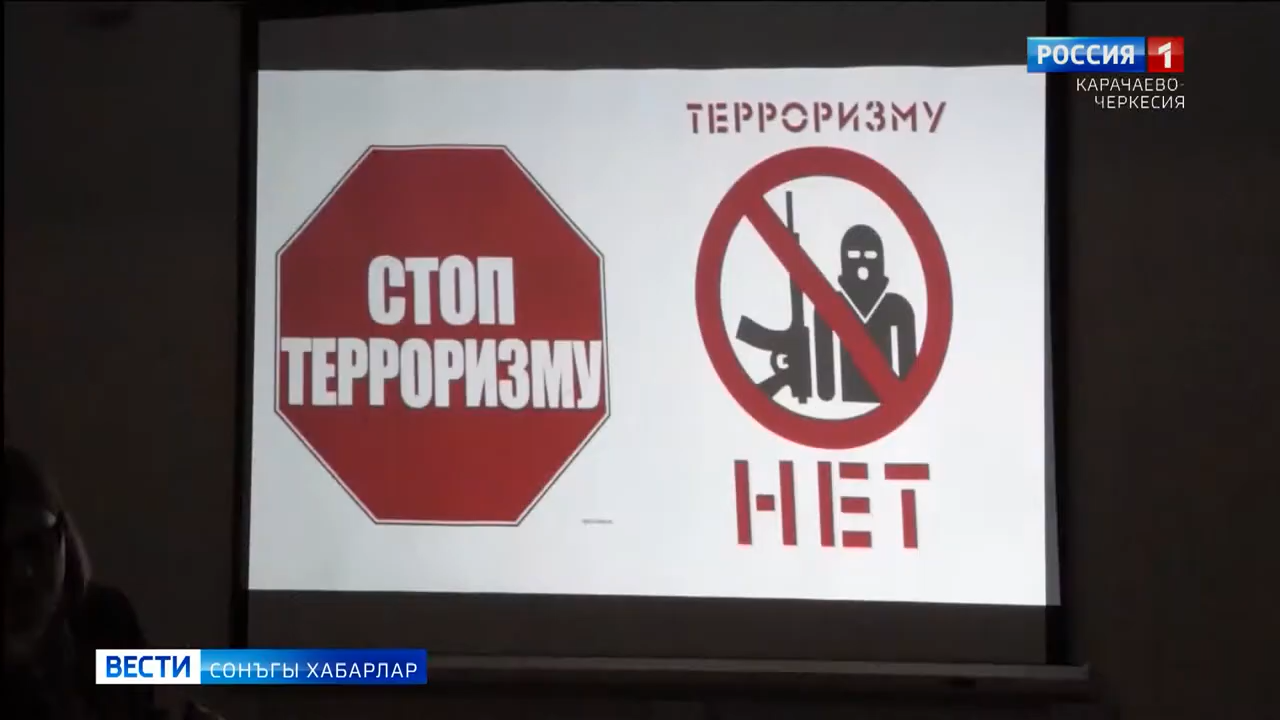 РОССИЯ 1
КАРАЧАЕВО-
ЧЕРКЕСИЯ
ТЕРРОРИЗМУ
СТОП
ТЕРРОРИЗМУ
НЕТ
ВЕСТИ СОНЪГЫ ХАБАРЛАР